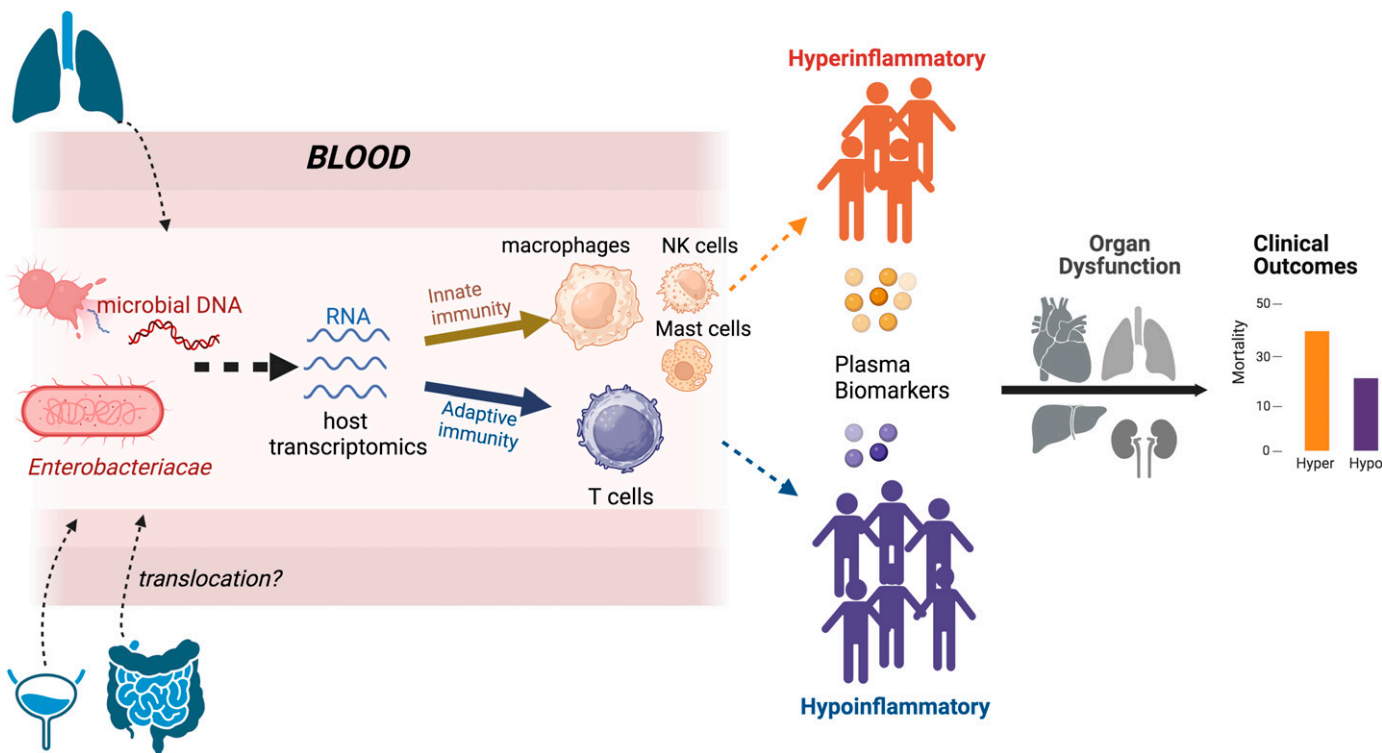 Hyperinflammatory
BLOOD
macrophages
NK cells
microbial DNA
RNA
Innate
immunity
Mast cells
host
transcriptomics
Adaptive
immunity
T cells
Enterobacteriacae
translocation?
Plasma
Biomarkers
Hypoinflammatory
Organ
Dysfunction
Clinical
Outcomes
Mortality
50
30
10
0
Hyper
Hypo